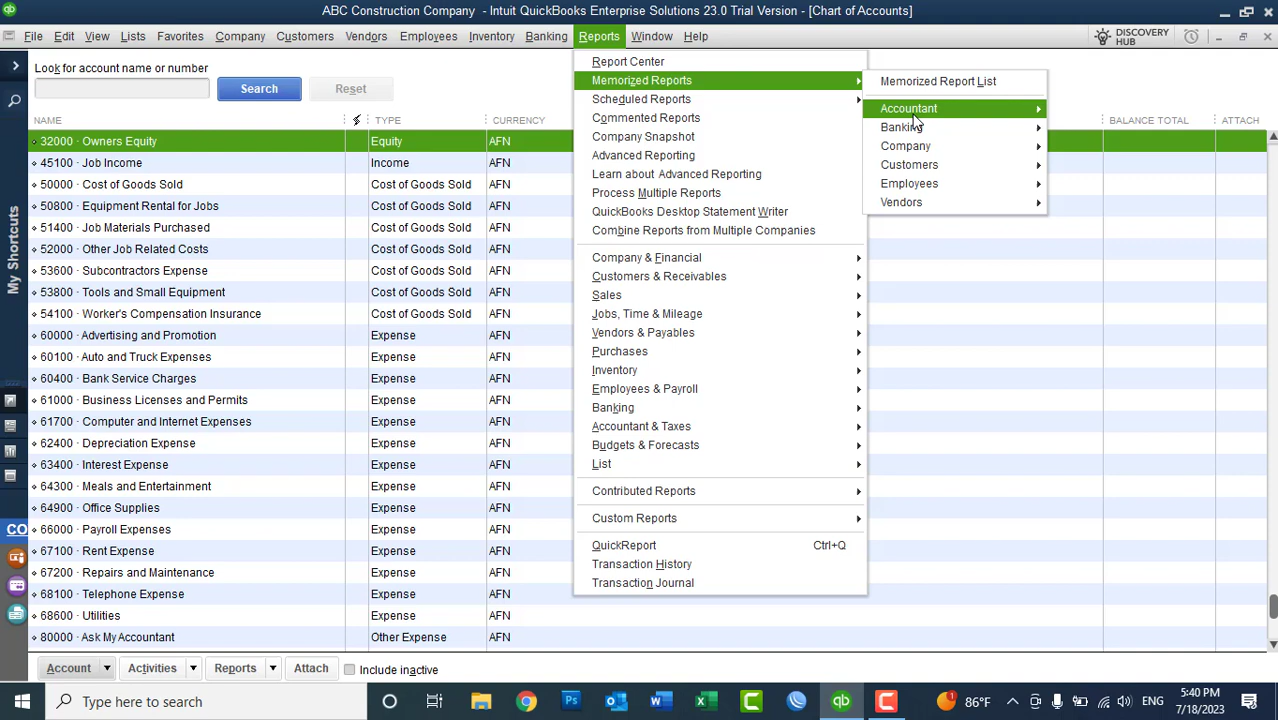 ABC Construction Company - Intuit QuickBooks Enterprise Solutions 23.0 Trial Version - [Chart of Accounts]
File Edit View Lists Favorites Company Customers Vendors Employees Inventory Banking Reports Window Help
DISCOVERY
HUB
Look for account name or number
Search
Reset
NAME TYPE CURRENCY BALANCE TOTAL ATTACH
32000 · Owners Equity Equity AFN
45100 · Job Income Income AFN
50000 · Cost of Goods Sold Cost of Goods Sold AFN
50800 · Equipment Rental for Jobs Cost of Goods Sold AFN
51400 · Job Materials Purchased Cost of Goods Sold AFN
52000 · Other Job Related Costs Cost of Goods Sold AFN
53600 · Subcontractors Expense Cost of Goods Sold AFN
53800 · Tools and Small Equipment Cost of Goods Sold AFN
54100 · Worker's Compensation Insurance Cost of Goods Sold AFN
60000 · Advertising and Promotion Expense AFN
60100 · Auto and Truck Expenses Expense AFN
60400 · Bank Service Charges Expense AFN
61000 · Business Licenses and Permits Expense AFN
61700 · Computer and Internet Expenses Expense AFN
62400 · Depreciation Expense Expense AFN
63400 · Interest Expense Expense AFN
64300 · Meals and Entertainment Expense AFN
64900 · Office Supplies Expense AFN
66000 · Payroll Expenses Expense AFN
67100 · Rent Expense Expense AFN
67200 · Repairs and Maintenance Expense AFN
68100 · Telephone Expense Expense AFN
68600 · Utilities Expense AFN
80000 · Ask My Accountant Other Expense AFN
Report Center
Memorized Reports
Scheduled Reports
Commented Reports
Company Snapshot
Advanced Reporting
Learn about Advanced Reporting
Process Multiple Reports
QuickBooks Desktop Statement Writer
Combine Reports from Multiple Companies
Company & Financial
Customers & Receivables
Sales
Jobs, Time & Mileage
Vendors & Payables
Purchases
Inventory
Employees & Payroll
Banking
Accountant & Taxes
Budgets & Forecasts
List
Contributed Reports
Custom Reports
QuickReport Ctrl+Q
Transaction History
Transaction Journal
Memorized Report List
Accountant
Banking
Company
Customers
Employees
Vendors
My Shortcuts
CO
Account Activities Reports Attach Include inactive
Type here to search
86°F
ENG
5:40 PM
7/18/2023